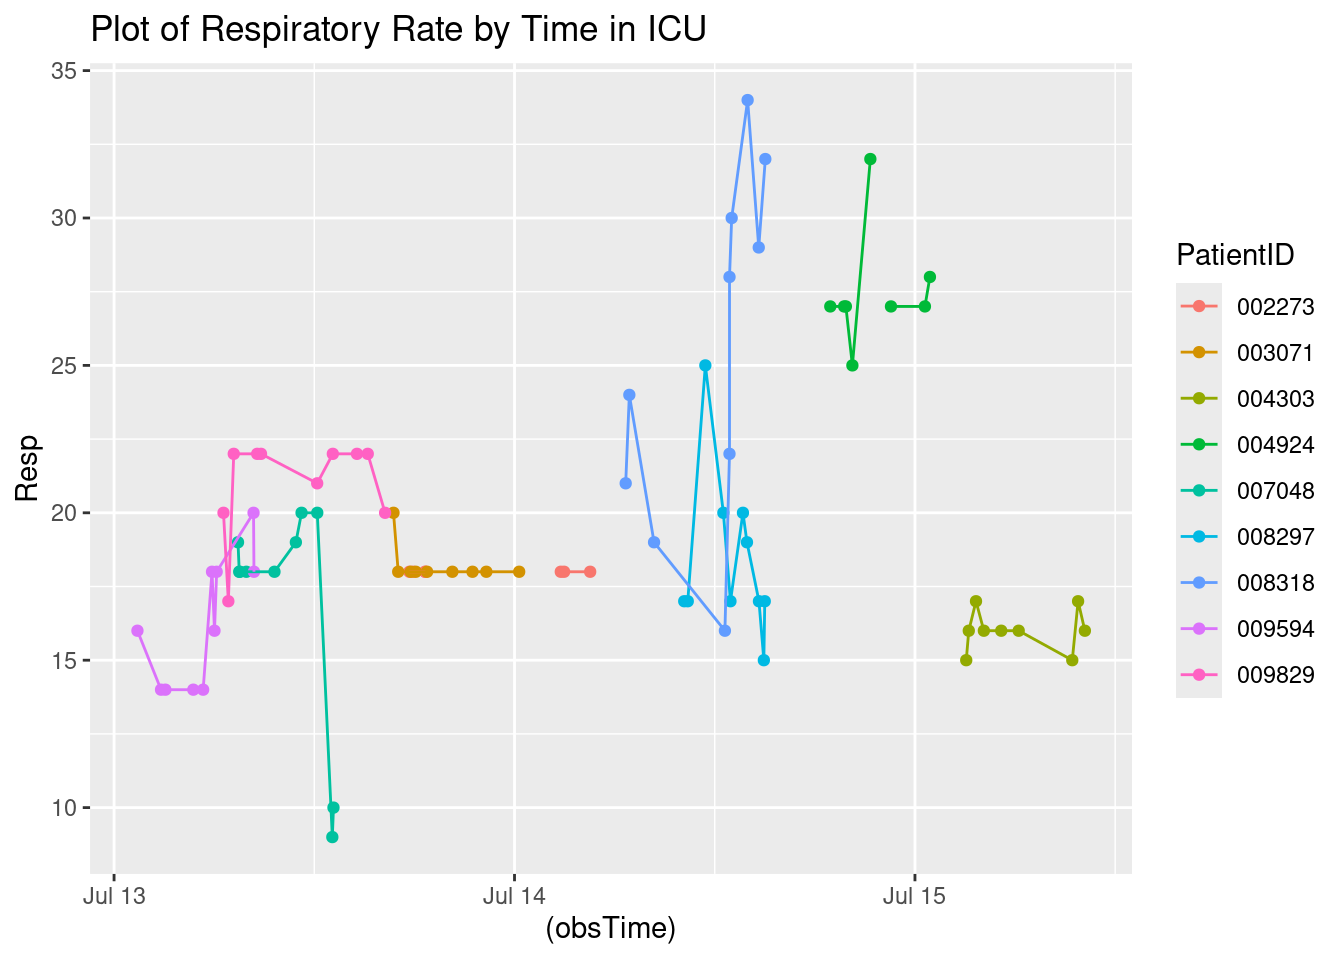 Plot of Respiratory Rate by Time in ICU
35
30
25
20
15
10
Resp
Jul 13
Jul 14
Jul 15
(obsTime)
PatientID
002273
003071
004303
004924
007048
008297
008318
009594
009829